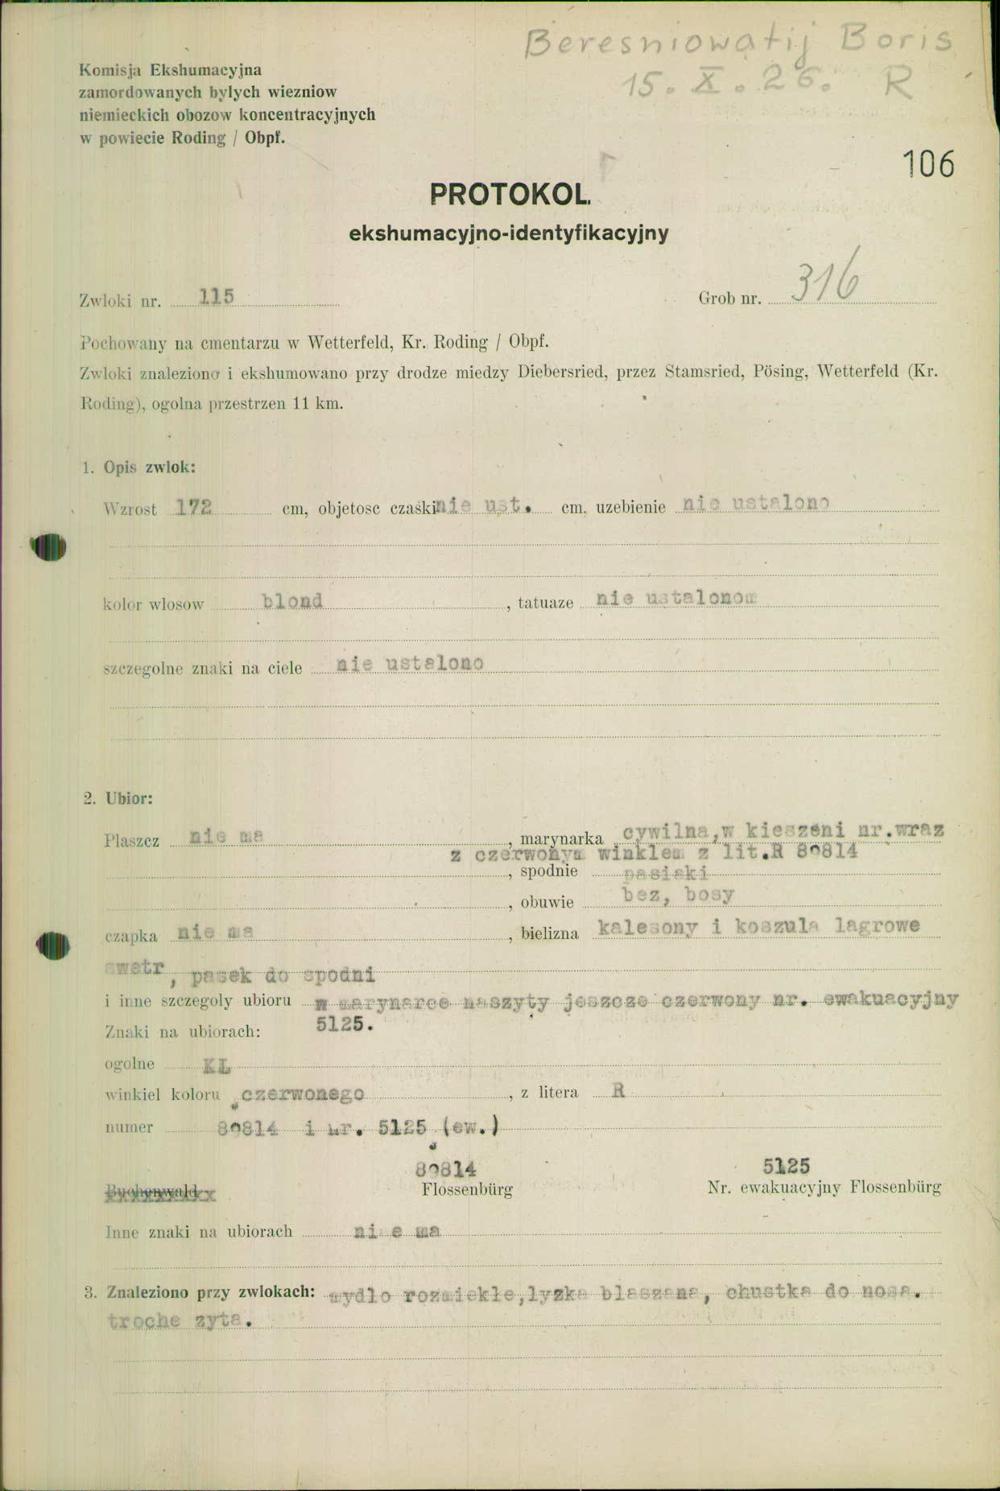 Beresniowatij Boris
15. X. 26. R
Komisja Ekshumacyjna
zamordowanych bylych wiezniow
niemieckich obozow koncentracyjnych
w powiecie Roding / Obpf.
106
PROTOKOL
ekshumacyjno-identyfikacyjny
Zwloki nr. 115 Grob nr. 316
Pochowany na cmentarzu w Wetterfeld, Kr. Roding / Obpf.
Zwloki znaleziono i ekshumowano przy drodze miedzy Diebersried, przez Stamsried, Pösing, Wetterfeld (Kr.
Roding), ogolna przestrzen 11 km.
1. Opis zwlok:
Wzrost 172 cm, objetosc czaski nie ust. cm. uzebienie nie ustalono
kolor wlosow blond , tatuaze nie ustalono
szczegolne znaki na ciele nie ustalono
2. Ubior:
Plaszcz nie ma , marynarka cywilna,w kieszeni nr.wraz
z czerwonym winklem z lit.R 89814
, spodnie pasiaki
, obuwie bez, bosy
czapka nie ma , bielizna kalesony i koszula lagrowe
swetr, pasek do spodni
i inne szczegoly ubioru w marynarce naszyty jeszcze czerwony nr. ewakuacyjny
Znaki na ubiorach: 5125.
ogolne KL
winkiel koloru czerwonego , z litera R
numer 89814 i nr. 5125 (ew.)
89814 5125
Buchenwald Flossenbürg Nr. ewakuacyjny Flossenbürg
Inne znaki na ubiorach nie ma
3. Znaleziono przy zwlokach: mydlo rozmiekle,lyzka blaszana, chustka do nosa.
troche zyta.